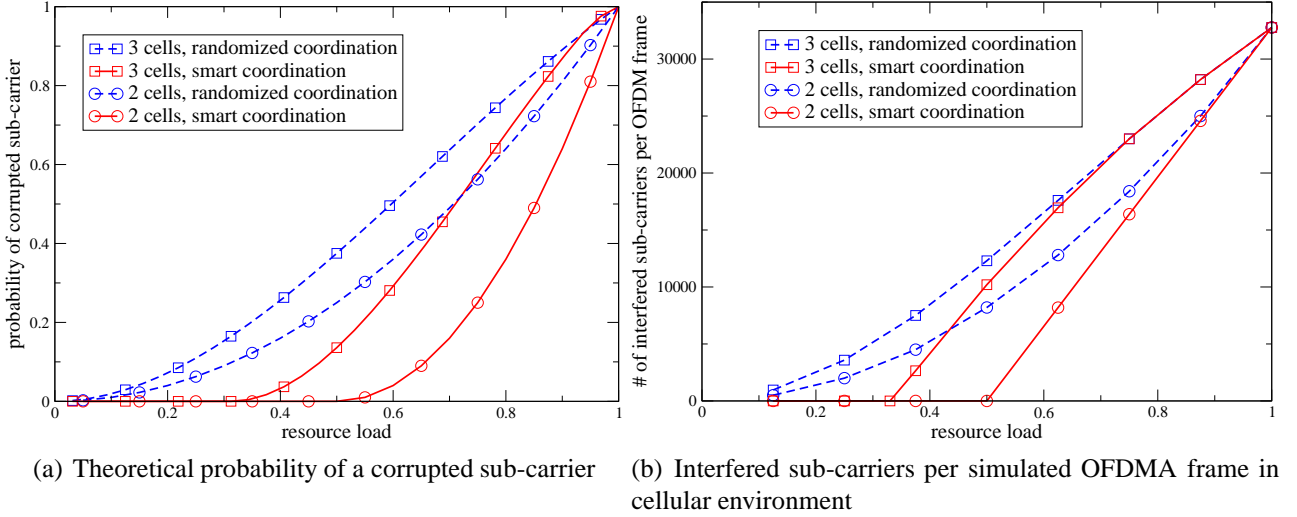 probability of corrupted sub-carrier
1
0.8
0.6
0.4
0.2
0
3 cells, randomized coordination
3 cells, smart coordination
2 cells, randomized coordination
2 cells, smart coordination
0 0.2 0.4 0.6 0.8 1
resource load
(a) Theoretical probability of a corrupted sub-carrier
# of interfered sub-carriers per OFDM frame
30000
20000
10000
0
3 cells, randomized coordination
3 cells, smart coordination
2 cells, randomized coordination
2 cells, smart coordination
0 0.2 0.4 0.6 0.8 1
resource load
(b) Interfered sub-carriers per simulated OFDMA frame in
cellular environment